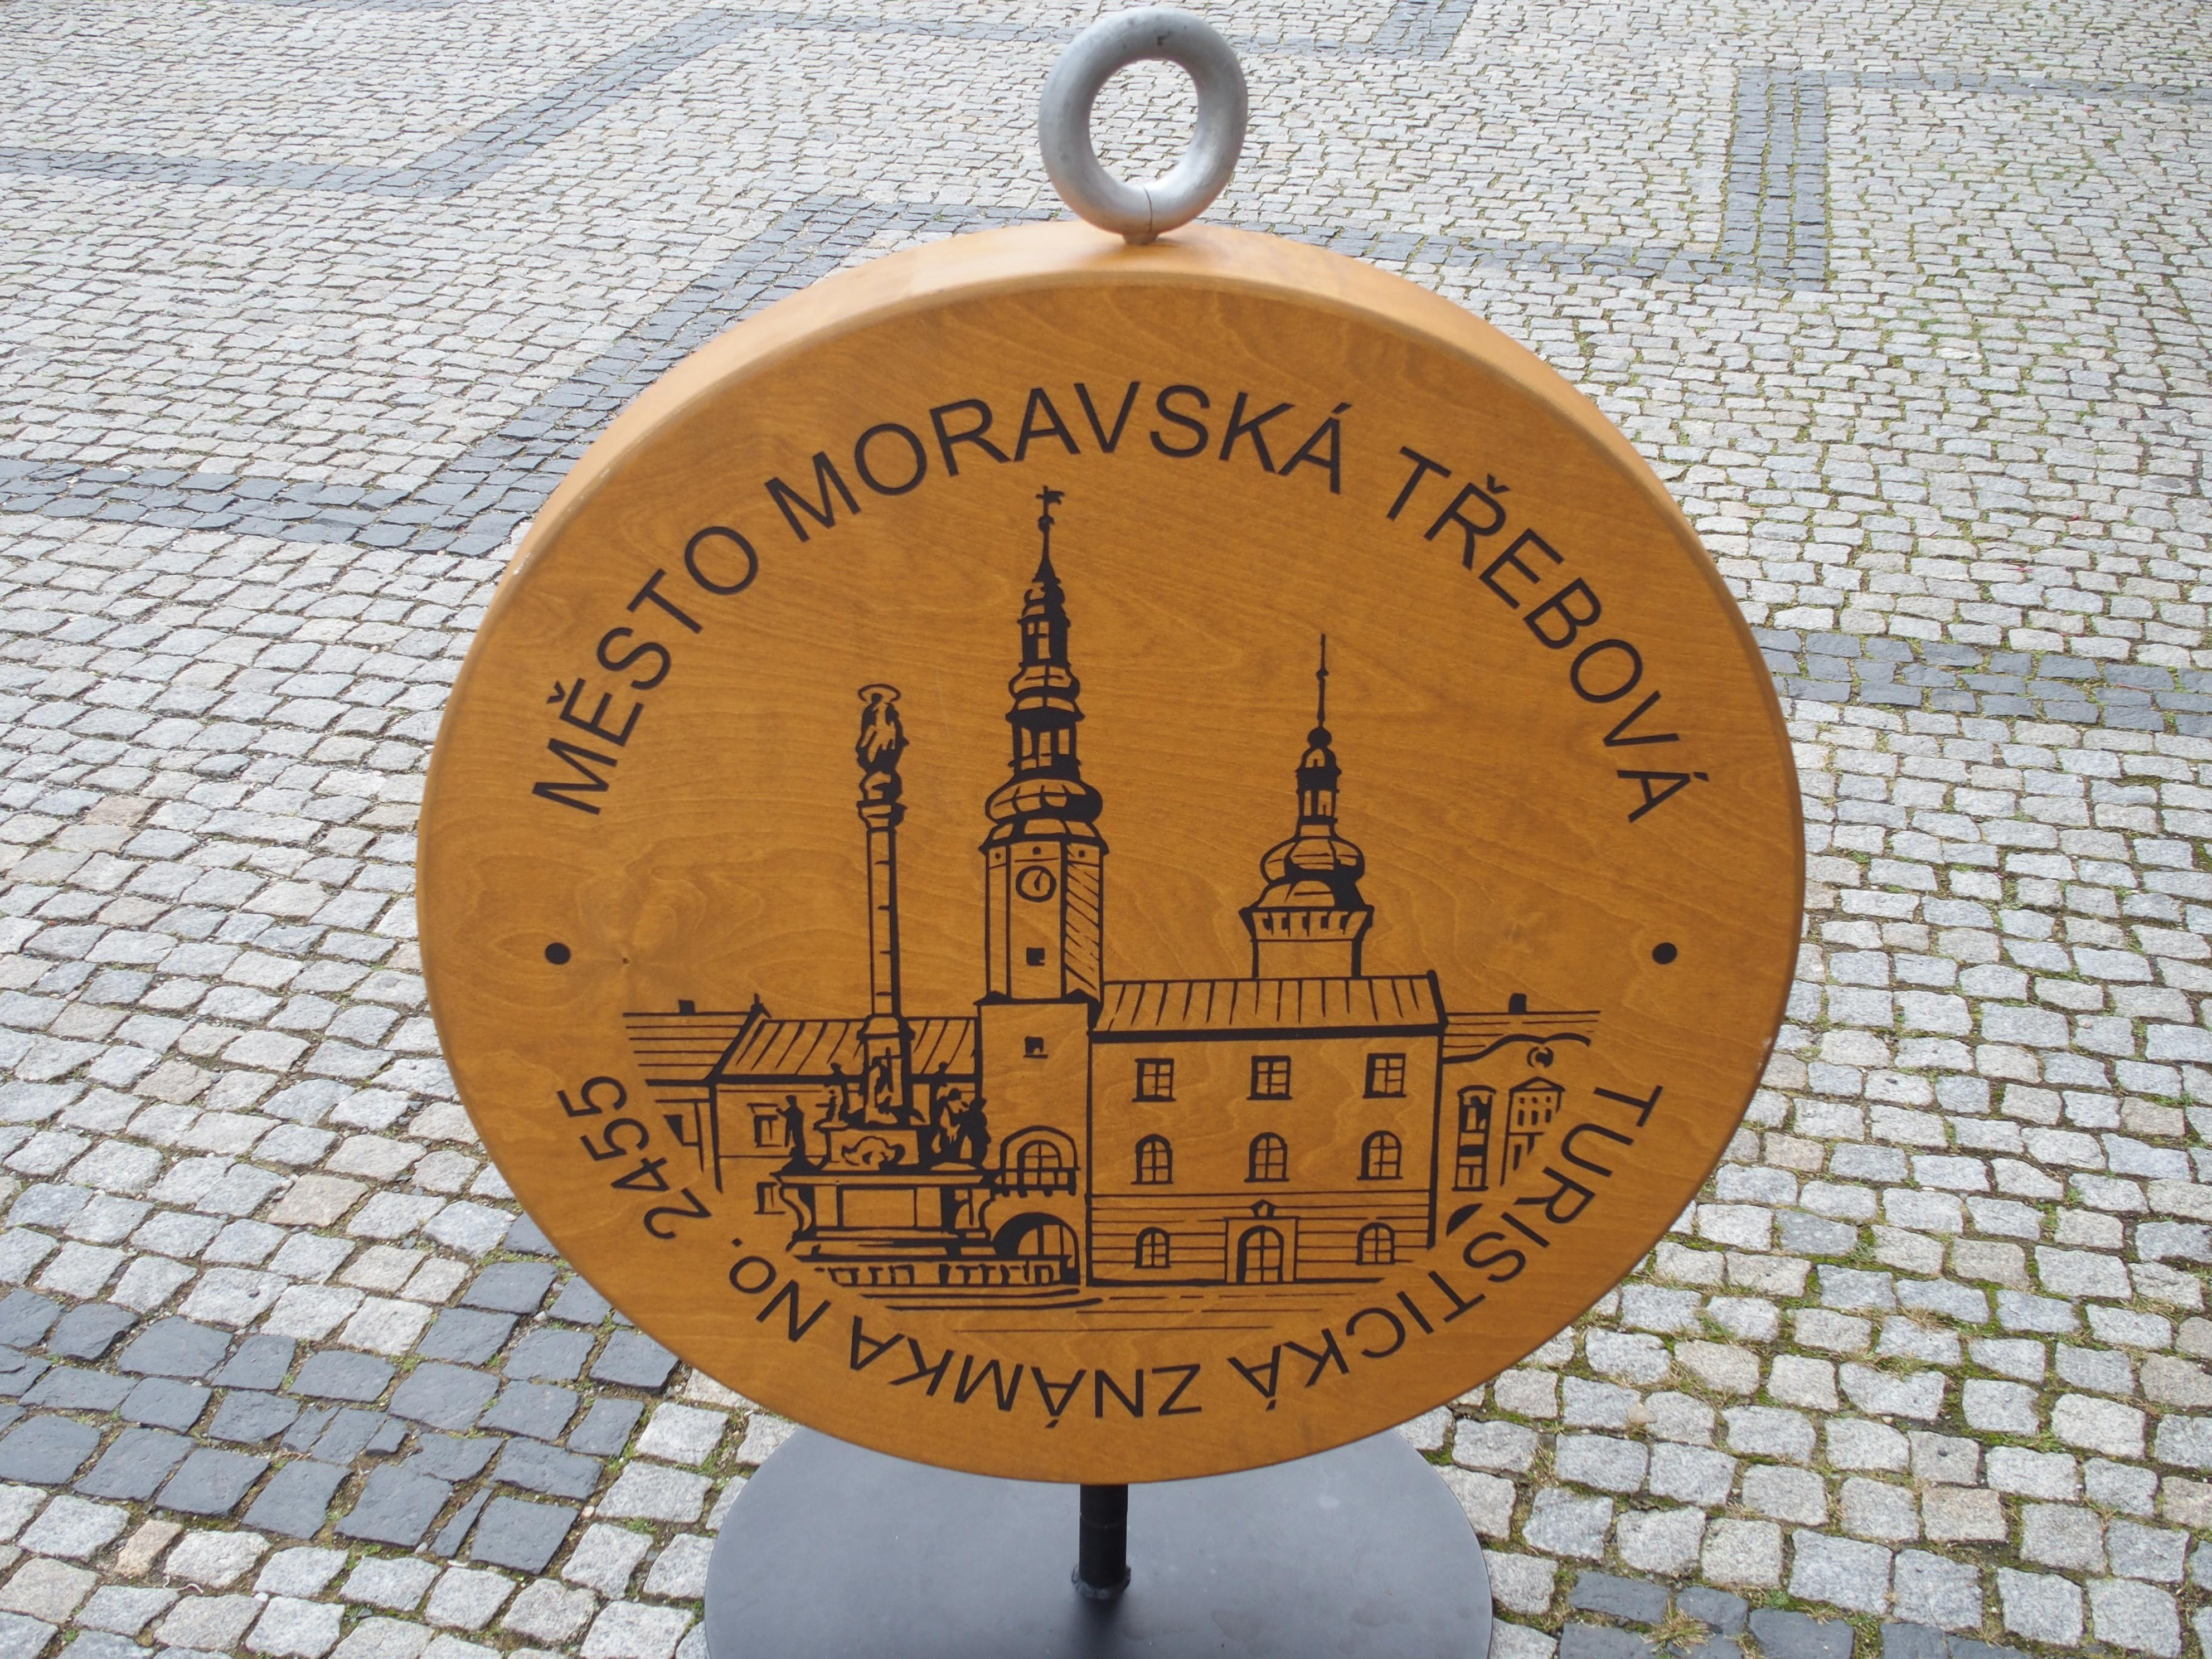 MĚSTO MORAVSKÁ TŘEBOVÁ
TURISTICKÁ ZNÁMKA No. 2455